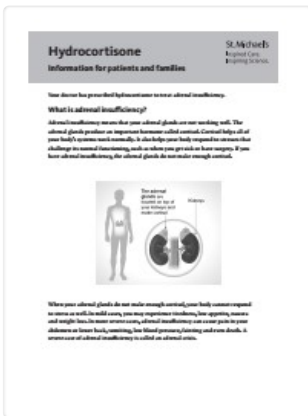 Hydrocortisone
Information for patients and families
St. Michael's
Inspired Care.
Inspiring Science.
Your doctor has prescribed hydrocortisone to treat adrenal insufficiency.
What is adrenal insufficiency?
Adrenal insufficiency means that your adrenal glands are not working well. The
adrenal glands produce an important hormone called cortisol. Cortisol helps all of
your body's systems work normally. It also helps your body respond to stresses that
challenge its normal functioning, such as when you get sick or have surgery. If you
have adrenal insufficiency, the adrenal glands do not make enough cortisol.
The adrenal
glands are
located on top of
your kidneys and
make cortisol
Kidneys
When your adrenal glands do not make enough cortisol, your body cannot respond
to stress as well. In mild cases, you may experience tiredness, low appetite, nausea
and weight loss. In more severe cases, adrenal insufficiency can cause pain in your
abdomen or lower back, vomiting, low blood pressure, fainting and even death. A
severe case of adrenal insufficiency is called an adrenal crisis.